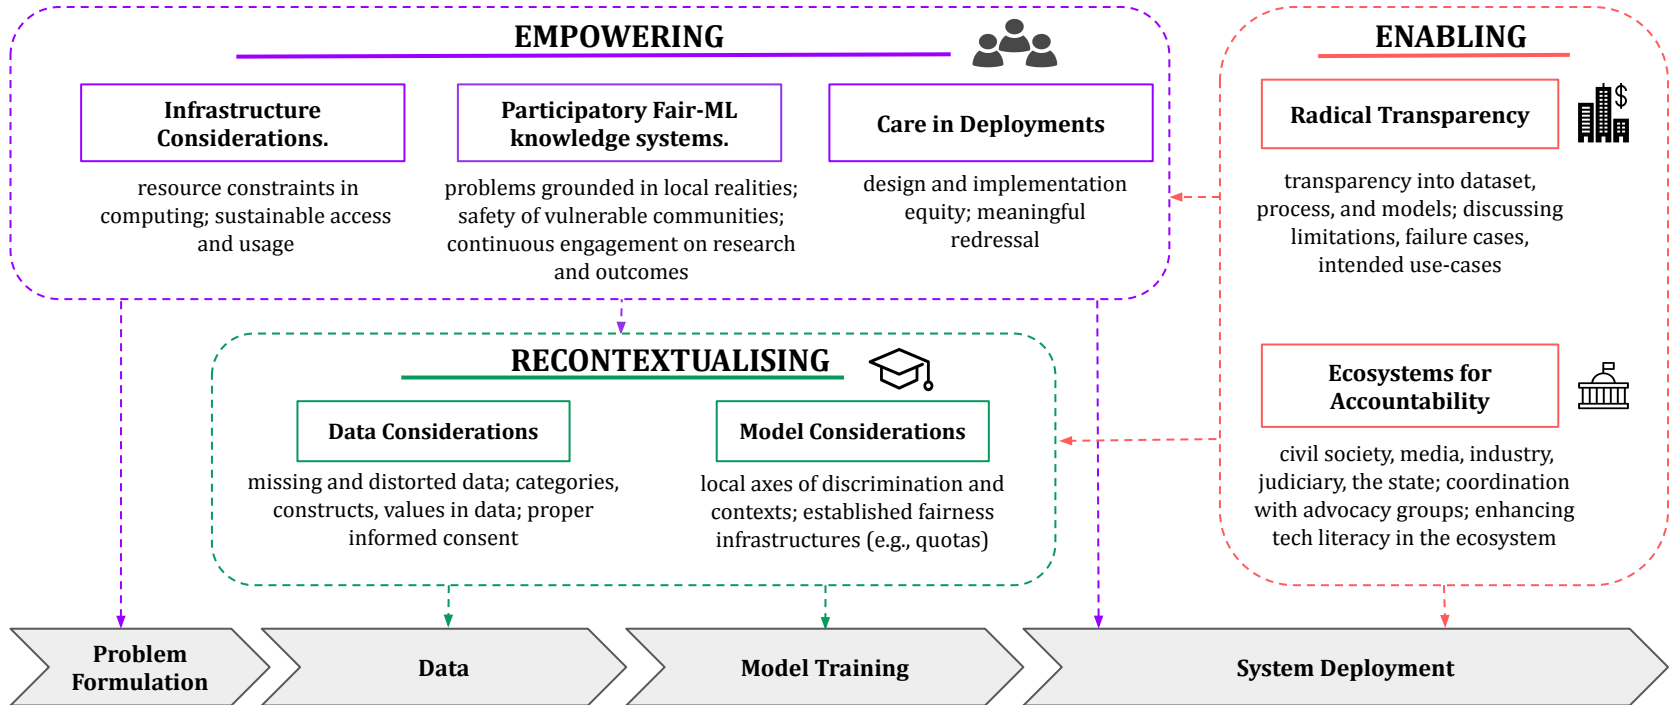 EMPOWERING
Infrastructure
Considerations.
resource constraints in
computing; sustainable access
and usage
Participatory Fair-ML
knowledge systems.
problems grounded in local realities;
safety of vulnerable communities;
continuous engagement on research
and outcomes
Care in Deployments
design and implementation
equity; meaningful
redressal
ENABLING
Radical Transparency
$
transparency into dataset,
process, and models; discussing
limitations, failure cases,
intended use-cases
Ecosystems for
Accountability
civil society, media, industry,
judiciary, the state; coordination
with advocacy groups; enhancing
tech literacy in the ecosystem
RECONTEXTUALISING
Data Considerations
missing and distorted data; categories,
constructs, values in data; proper
informed consent
Model Considerations
local axes of discrimination and
contexts; established fairness
infrastructures (e.g., quotas)
Problem
Formulation
Data
Model Training
System Deployment